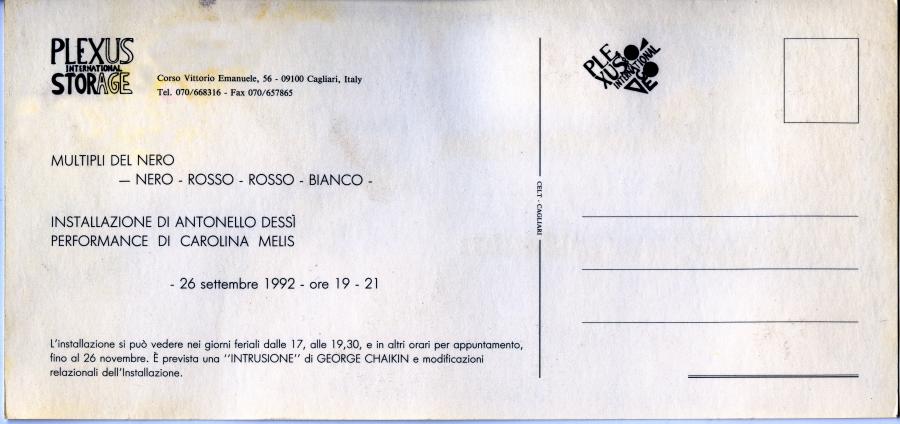 PLEXUS
INTERNATIONAL
STORAGE
Corso Vittorio Emanuele, 56 - 09100 Cagliari, Italy
Tel. 070/668316 - Fax 070/657865
MULTIPLI DEL NERO
— NERO - ROSSO - ROSSO - BIANCO -
INSTALLAZIONE DI ANTONELLO DESSÌ
PERFORMANCE DI CAROLINA MELIS
- 26 settembre 1992 - ore 19 - 21
L'installazione si può vedere nei giorni feriali dalle 17, alle 19,30, e in altri orari per appuntamento,
fino al 26 novembre. È prevista una ''INTRUSIONE'' di GEORGE CHAIKIN e modificazioni
relazionali dell'Installazione.
CELT - CAGLIARI
PLE
XUS
INTERNATIONAL